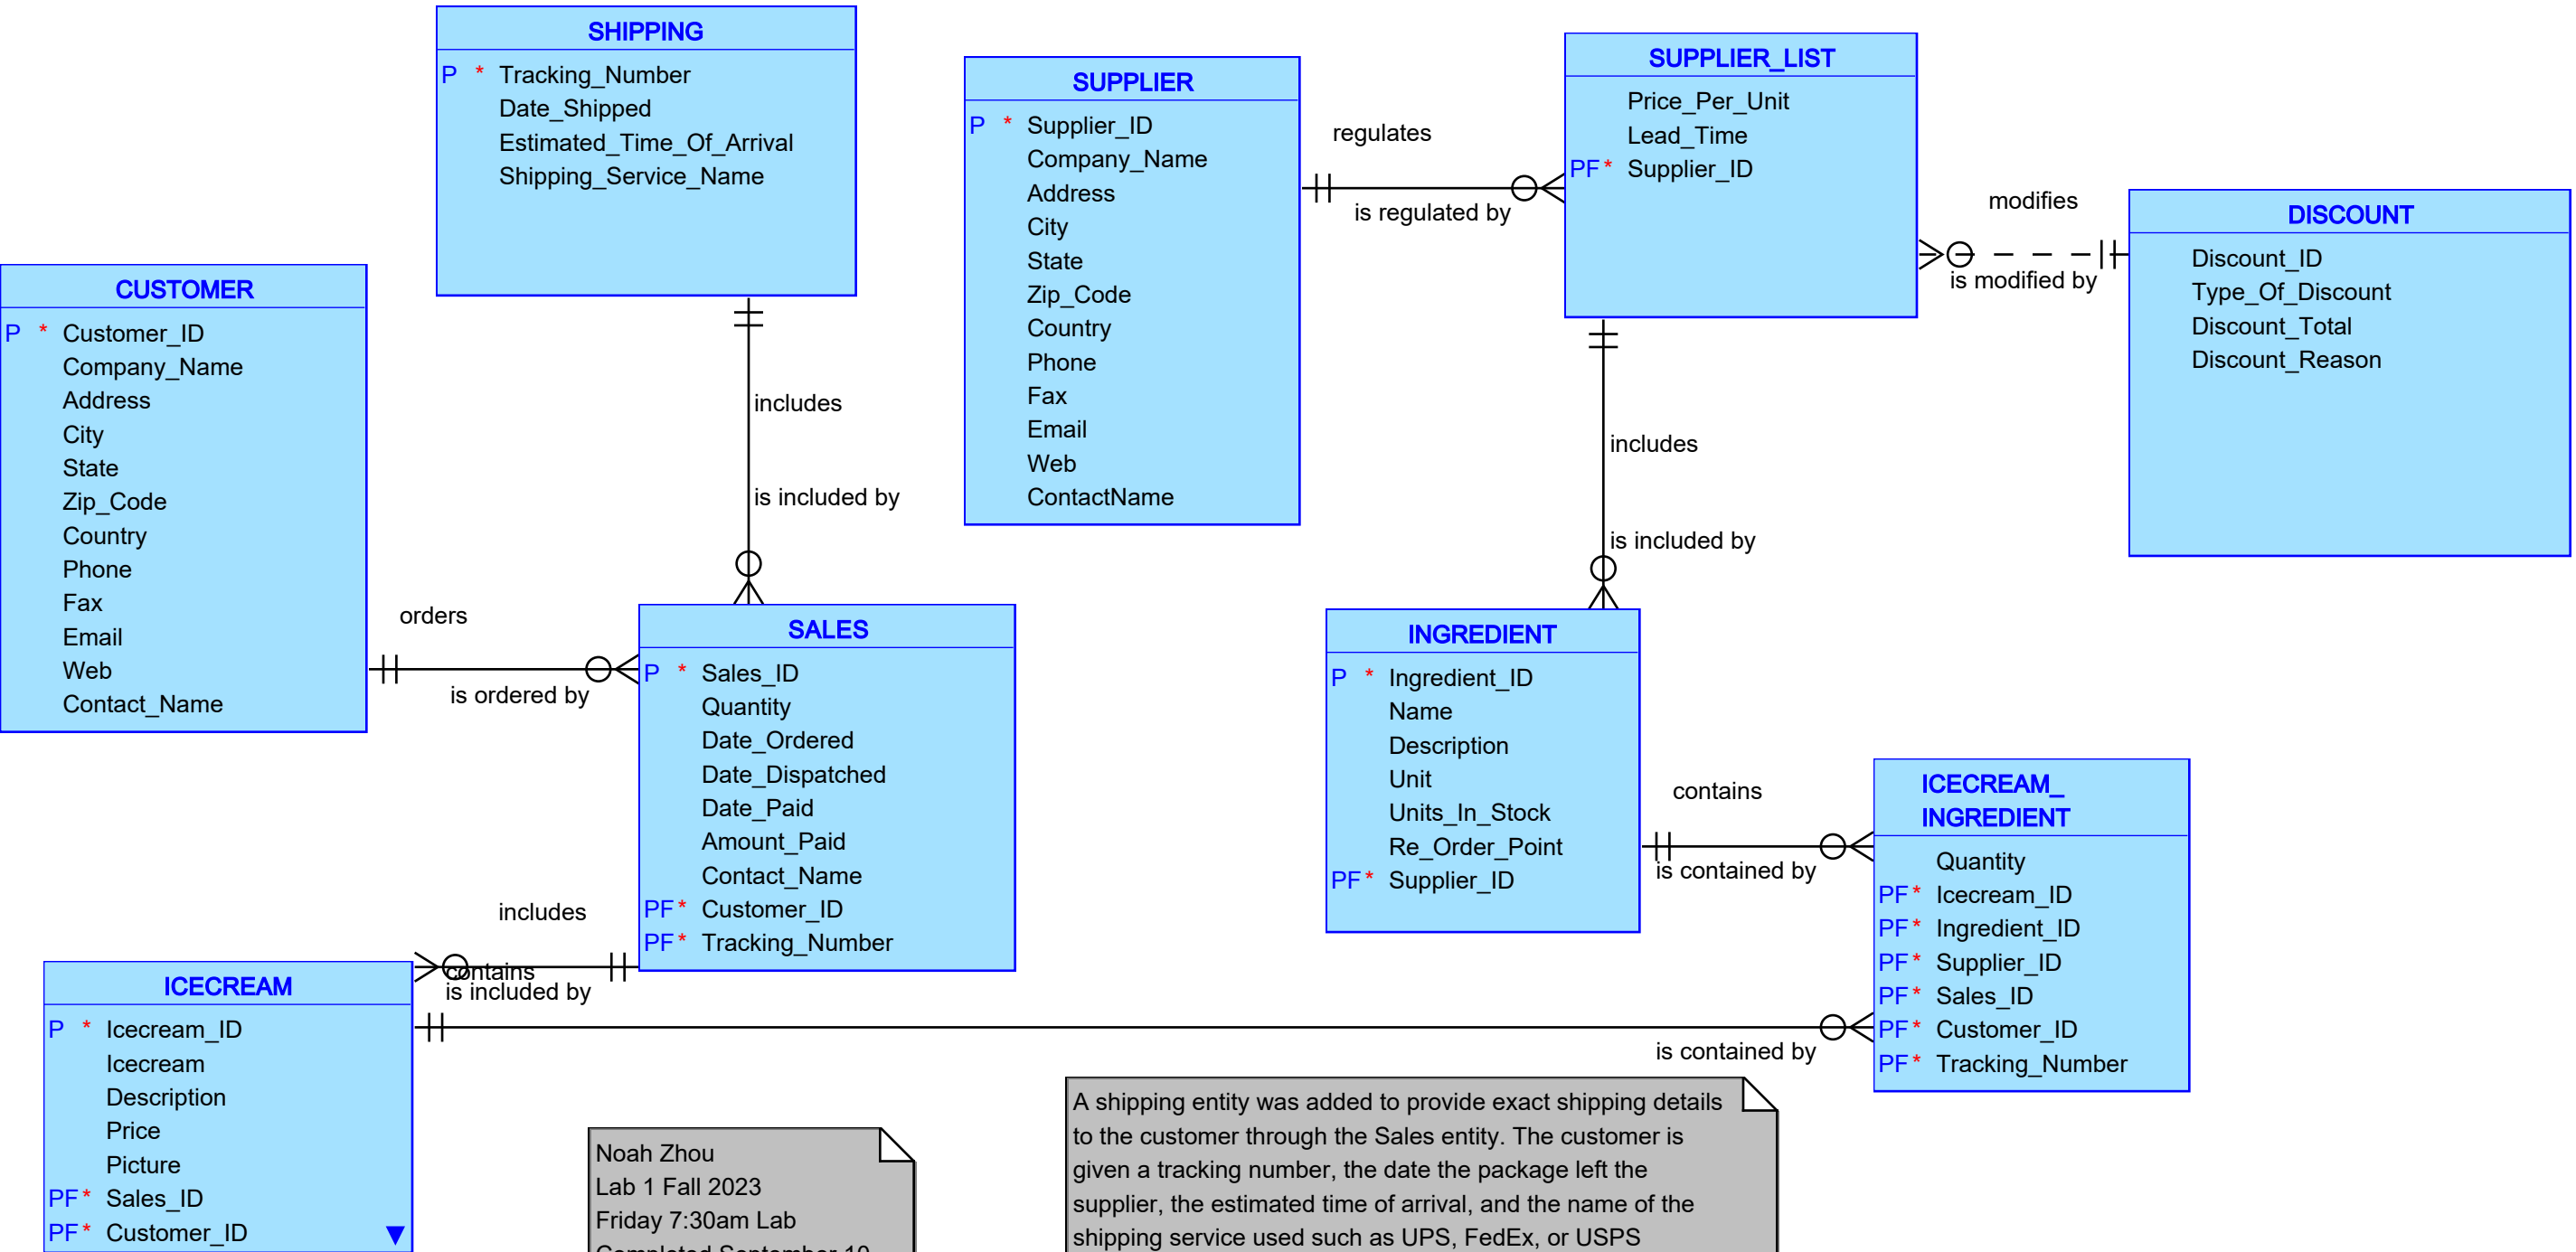 SHIPPING
P * Tracking_Number
Date_Shipped
Estimated_Time_Of_Arrival
Shipping_Service_Name
SUPPLIER
P * Supplier_ID
Company_Name
Address
City
State
Zip_Code
Country
Phone
Fax
Email
Web
ContactName
regulates
is regulated by
SUPPLIER_LIST
Price_Per_Unit
Lead_Time
PF* Supplier_ID
modifies
is modified by
DISCOUNT
Discount_ID
Type_Of_Discount
Discount_Total
Discount_Reason
CUSTOMER
P * Customer_ID
Company_Name
Address
City
State
Zip_Code
Country
Phone
Fax
Email
Web
Contact_Name
includes
is included by
orders
is ordered by
SALES
P * Sales_ID
Quantity
Date_Ordered
Date_Dispatched
Date_Paid
Amount_Paid
Contact_Name
PF* Customer_ID
PF* Tracking_Number
includes
is included by
INGREDIENT
P * Ingredient_ID
Name
Description
Unit
Units_In_Stock
Re_Order_Point
PF* Supplier_ID
contains
is contained by
ICECREAM_
INGREDIENT
Quantity
PF* Icecream_ID
PF* Ingredient_ID
PF* Supplier_ID
PF* Sales_ID
PF* Customer_ID
PF* Tracking_Number
includes
contains
is included by
is contained by
ICECREAM
P * Icecream_ID
Icecream
Description
Price
Picture
PF* Sales_ID
PF* Customer_ID
Noah Zhou
Lab 1 Fall 2023
Friday 7:30am Lab
Completed September 10
A shipping entity was added to provide exact shipping details
to the customer through the Sales entity. The customer is
given a tracking number, the date the package left the
supplier, the estimated time of arrival, and the name of the
shipping service used such as UPS, FedEx, or USPS